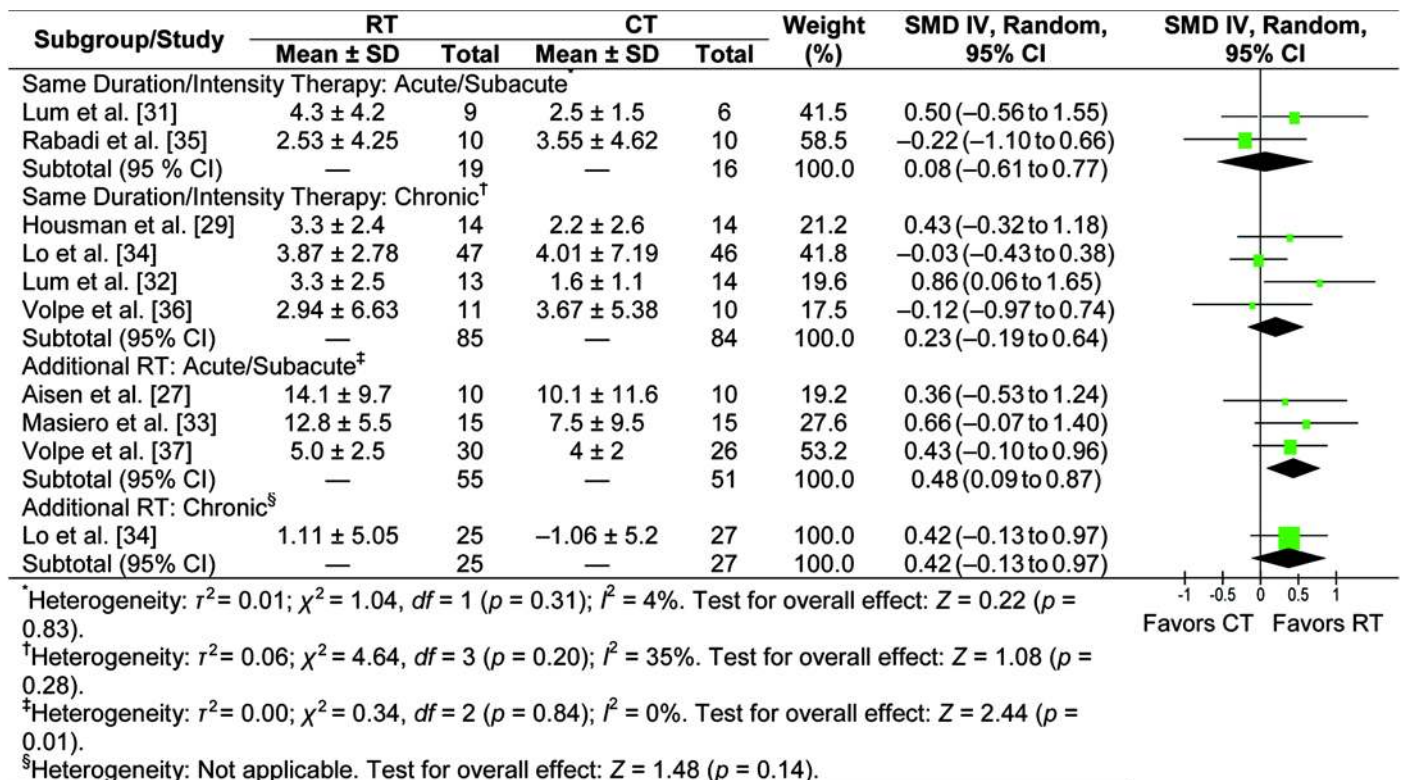 Subgroup/Study RT CT Weight (%) SMD IV, Random, 95% CI SMD IV, Random, 95% CI
Mean ± SD Total Mean ± SD Total
Same Duration/Intensity Therapy: Acute/Subacute*
Lum et al. [31] 4.3 ± 4.2 9 2.5 ± 1.5 6 41.5 0.50 (–0.56 to 1.55)
Rabadi et al. [35] 2.53 ± 4.25 10 3.55 ± 4.62 10 58.5 –0.22 (–1.10 to 0.66)
Subtotal (95 % CI) — 19 — 16 100.0 0.08 (–0.61 to 0.77)
Same Duration/Intensity Therapy: Chronic†
Housman et al. [29] 3.3 ± 2.4 14 2.2 ± 2.6 14 21.2 0.43 (–0.32 to 1.18)
Lo et al. [34] 3.87 ± 2.78 47 4.01 ± 7.19 46 41.8 –0.03 (–0.43 to 0.38)
Lum et al. [32] 3.3 ± 2.5 13 1.6 ± 1.1 14 19.6 0.86 (0.06 to 1.65)
Volpe et al. [36] 2.94 ± 6.63 11 3.67 ± 5.38 10 17.5 –0.12 (–0.97 to 0.74)
Subtotal (95% CI) — 85 — 84 100.0 0.23 (–0.19 to 0.64)
Additional RT: Acute/Subacute‡
Aisen et al. [27] 14.1 ± 9.7 10 10.1 ± 11.6 10 19.2 0.36 (–0.53 to 1.24)
Masiero et al. [33] 12.8 ± 5.5 15 7.5 ± 9.5 15 27.6 0.66 (–0.07 to 1.40)
Volpe et al. [37] 5.0 ± 2.5 30 4 ± 2 26 53.2 0.43 (–0.10 to 0.96)
Subtotal (95% CI) — 55 — 51 100.0 0.48 (0.09 to 0.87)
Additional RT: Chronic§
Lo et al. [34] 1.11 ± 5.05 25 –1.06 ± 5.2 27 100.0 0.42 (–0.13 to 0.97)
Subtotal (95% CI) — 25 — 27 100.0 0.42 (–0.13 to 0.97)
-1 -0.5 0 0.5 1
Favors CT Favors RT
*Heterogeneity: τ² = 0.01; χ² = 1.04, df = 1 (p = 0.31); I² = 4%. Test for overall effect: Z = 0.22 (p =
0.83).
†Heterogeneity: τ² = 0.06; χ² = 4.64, df = 3 (p = 0.20); I² = 35%. Test for overall effect: Z = 1.08 (p =
0.28).
‡Heterogeneity: τ² = 0.00; χ² = 0.34, df = 2 (p = 0.84); I² = 0%. Test for overall effect: Z = 2.44 (p =
0.01).
§Heterogeneity: Not applicable. Test for overall effect: Z = 1.48 (p = 0.14).